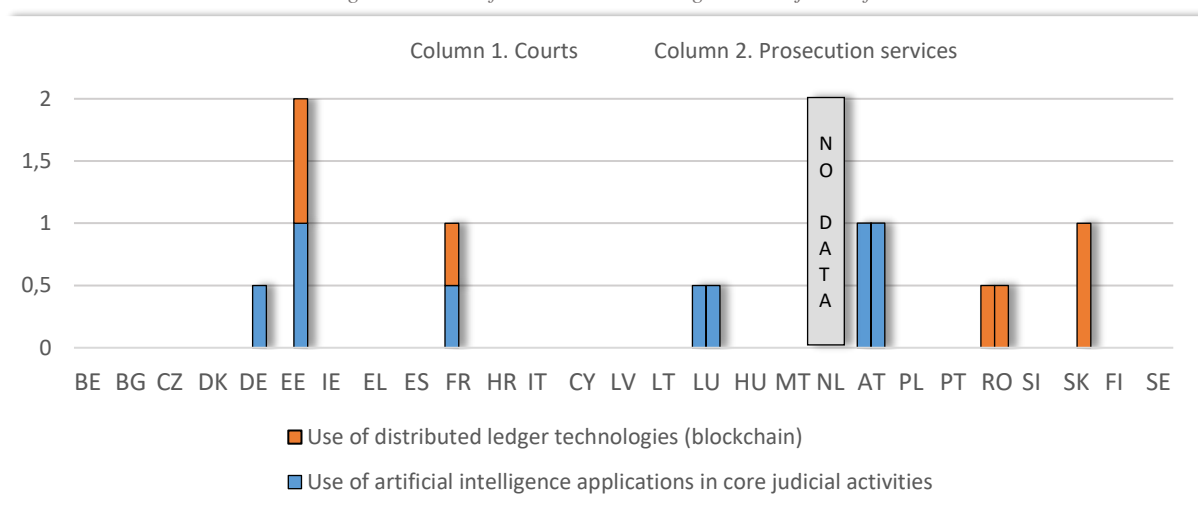 Column 1. Courts Column 2. Prosecution services
2
1,5
1
0,5
0
NO DATA
BE BG CZ DK DE EE IE EL ES FR HR IT CY LV LT LU HU MT NL AT PL PT RO SI SK FI SE
Use of distributed ledger technologies (blockchain)
Use of artificial intelligence applications in core judicial activities